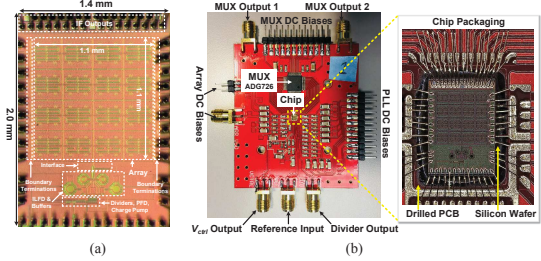 1.4 mm
IF Outputs
1.1 mm
1.1 mm
2.0 mm
Interface
Array
Boundary
Terminations
Boundary
Terminations
ILFD &
Buffers
Dividers, PFD,
Charge Pump
(a)
MUX Output 1
MUX Output 2
MUX DC Biases
Array DC Biases
MUX
ADG726
Chip
PLL DC Biases
Vctrl Output
Reference Input
Divider Output
(b)
Chip Packaging
Drilled PCB
Silicon Wafer